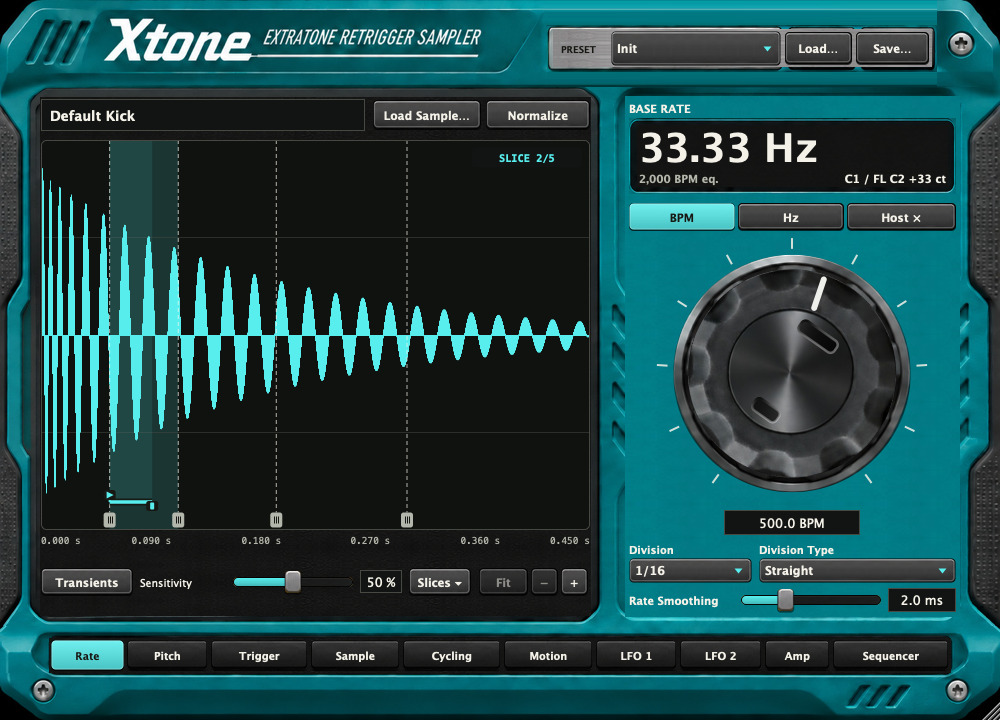 Xtone EXTRATONE RETRIGGER SAMPLER
PRESET Init Load... Save...
Default Kick Load Sample... Normalize
SLICE 2/5
0.000 s 0.090 s 0.180 s 0.270 s 0.360 s 0.450 s
Transients Sensitivity 50 % Slices Fit − +
BASE RATE
33.33 Hz
2,000 BPM eq. C1 / FL C2 +33 ct
BPM Hz Host ×
500.0 BPM
Division Division Type
1/16 Straight
Rate Smoothing 2.0 ms
Rate Pitch Trigger Sample Cycling Motion LFO 1 LFO 2 Amp Sequencer